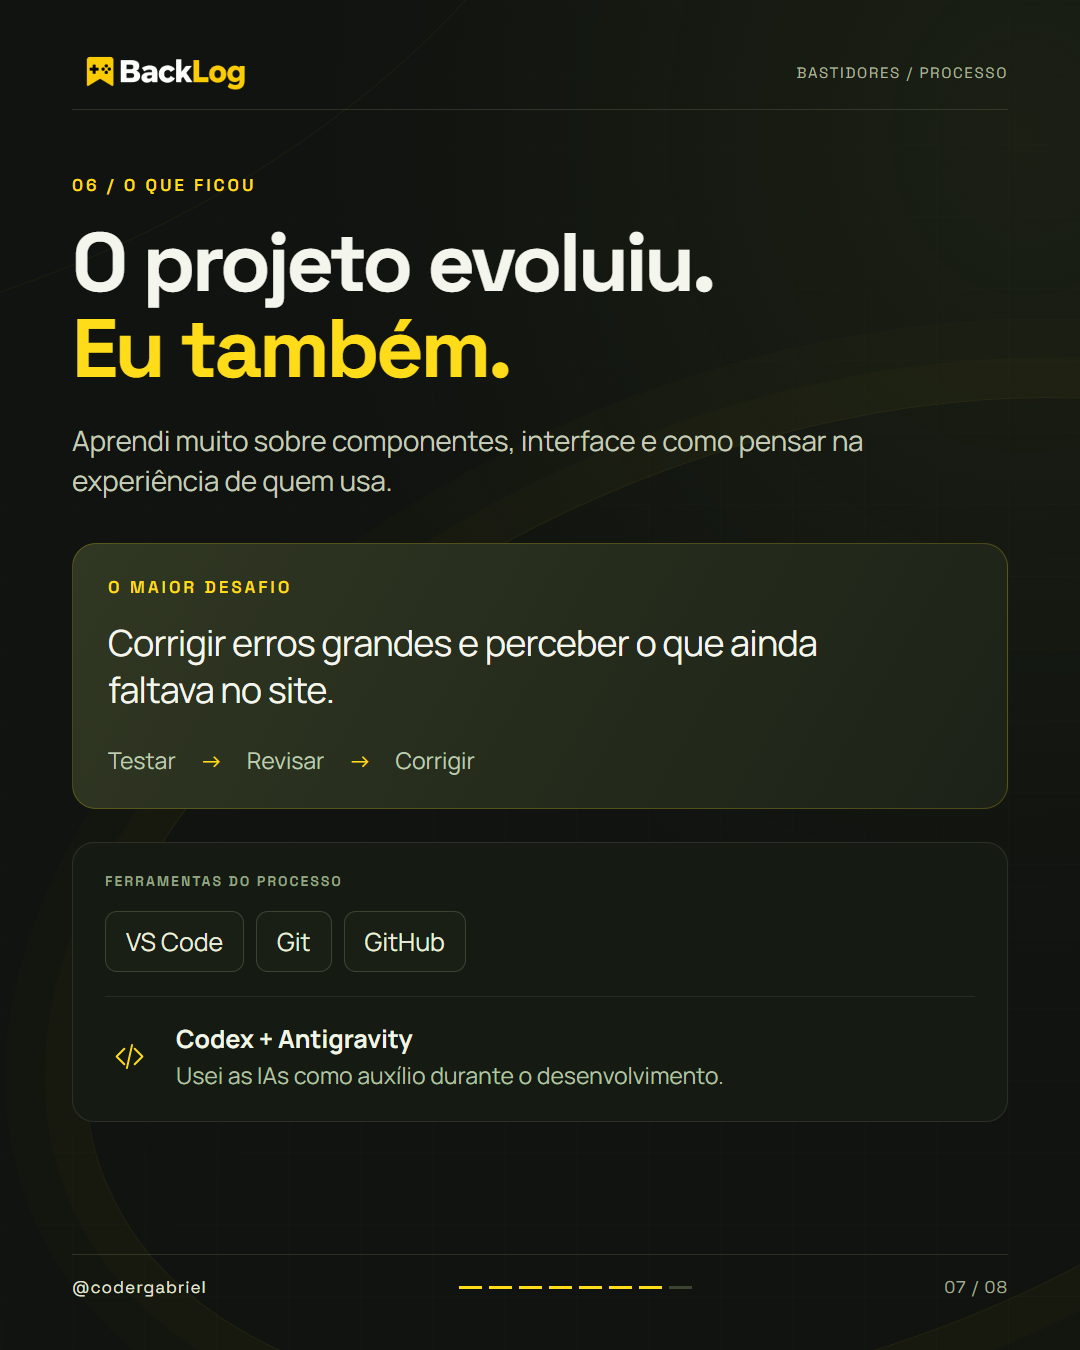 BackLog
BASTIDORES / PROCESSO
06 / O QUE FICOU
O projeto evoluiu.
Eu também.
Aprendi muito sobre componentes, interface e como pensar na
experiência de quem usa.
O MAIOR DESAFIO
Corrigir erros grandes e perceber o que ainda
faltava no site.
Testar → Revisar → Corrigir
FERRAMENTAS DO PROCESSO
VS Code Git GitHub
Codex + Antigravity
Usei as IAs como auxílio durante o desenvolvimento.
@codergabriel
07 / 08